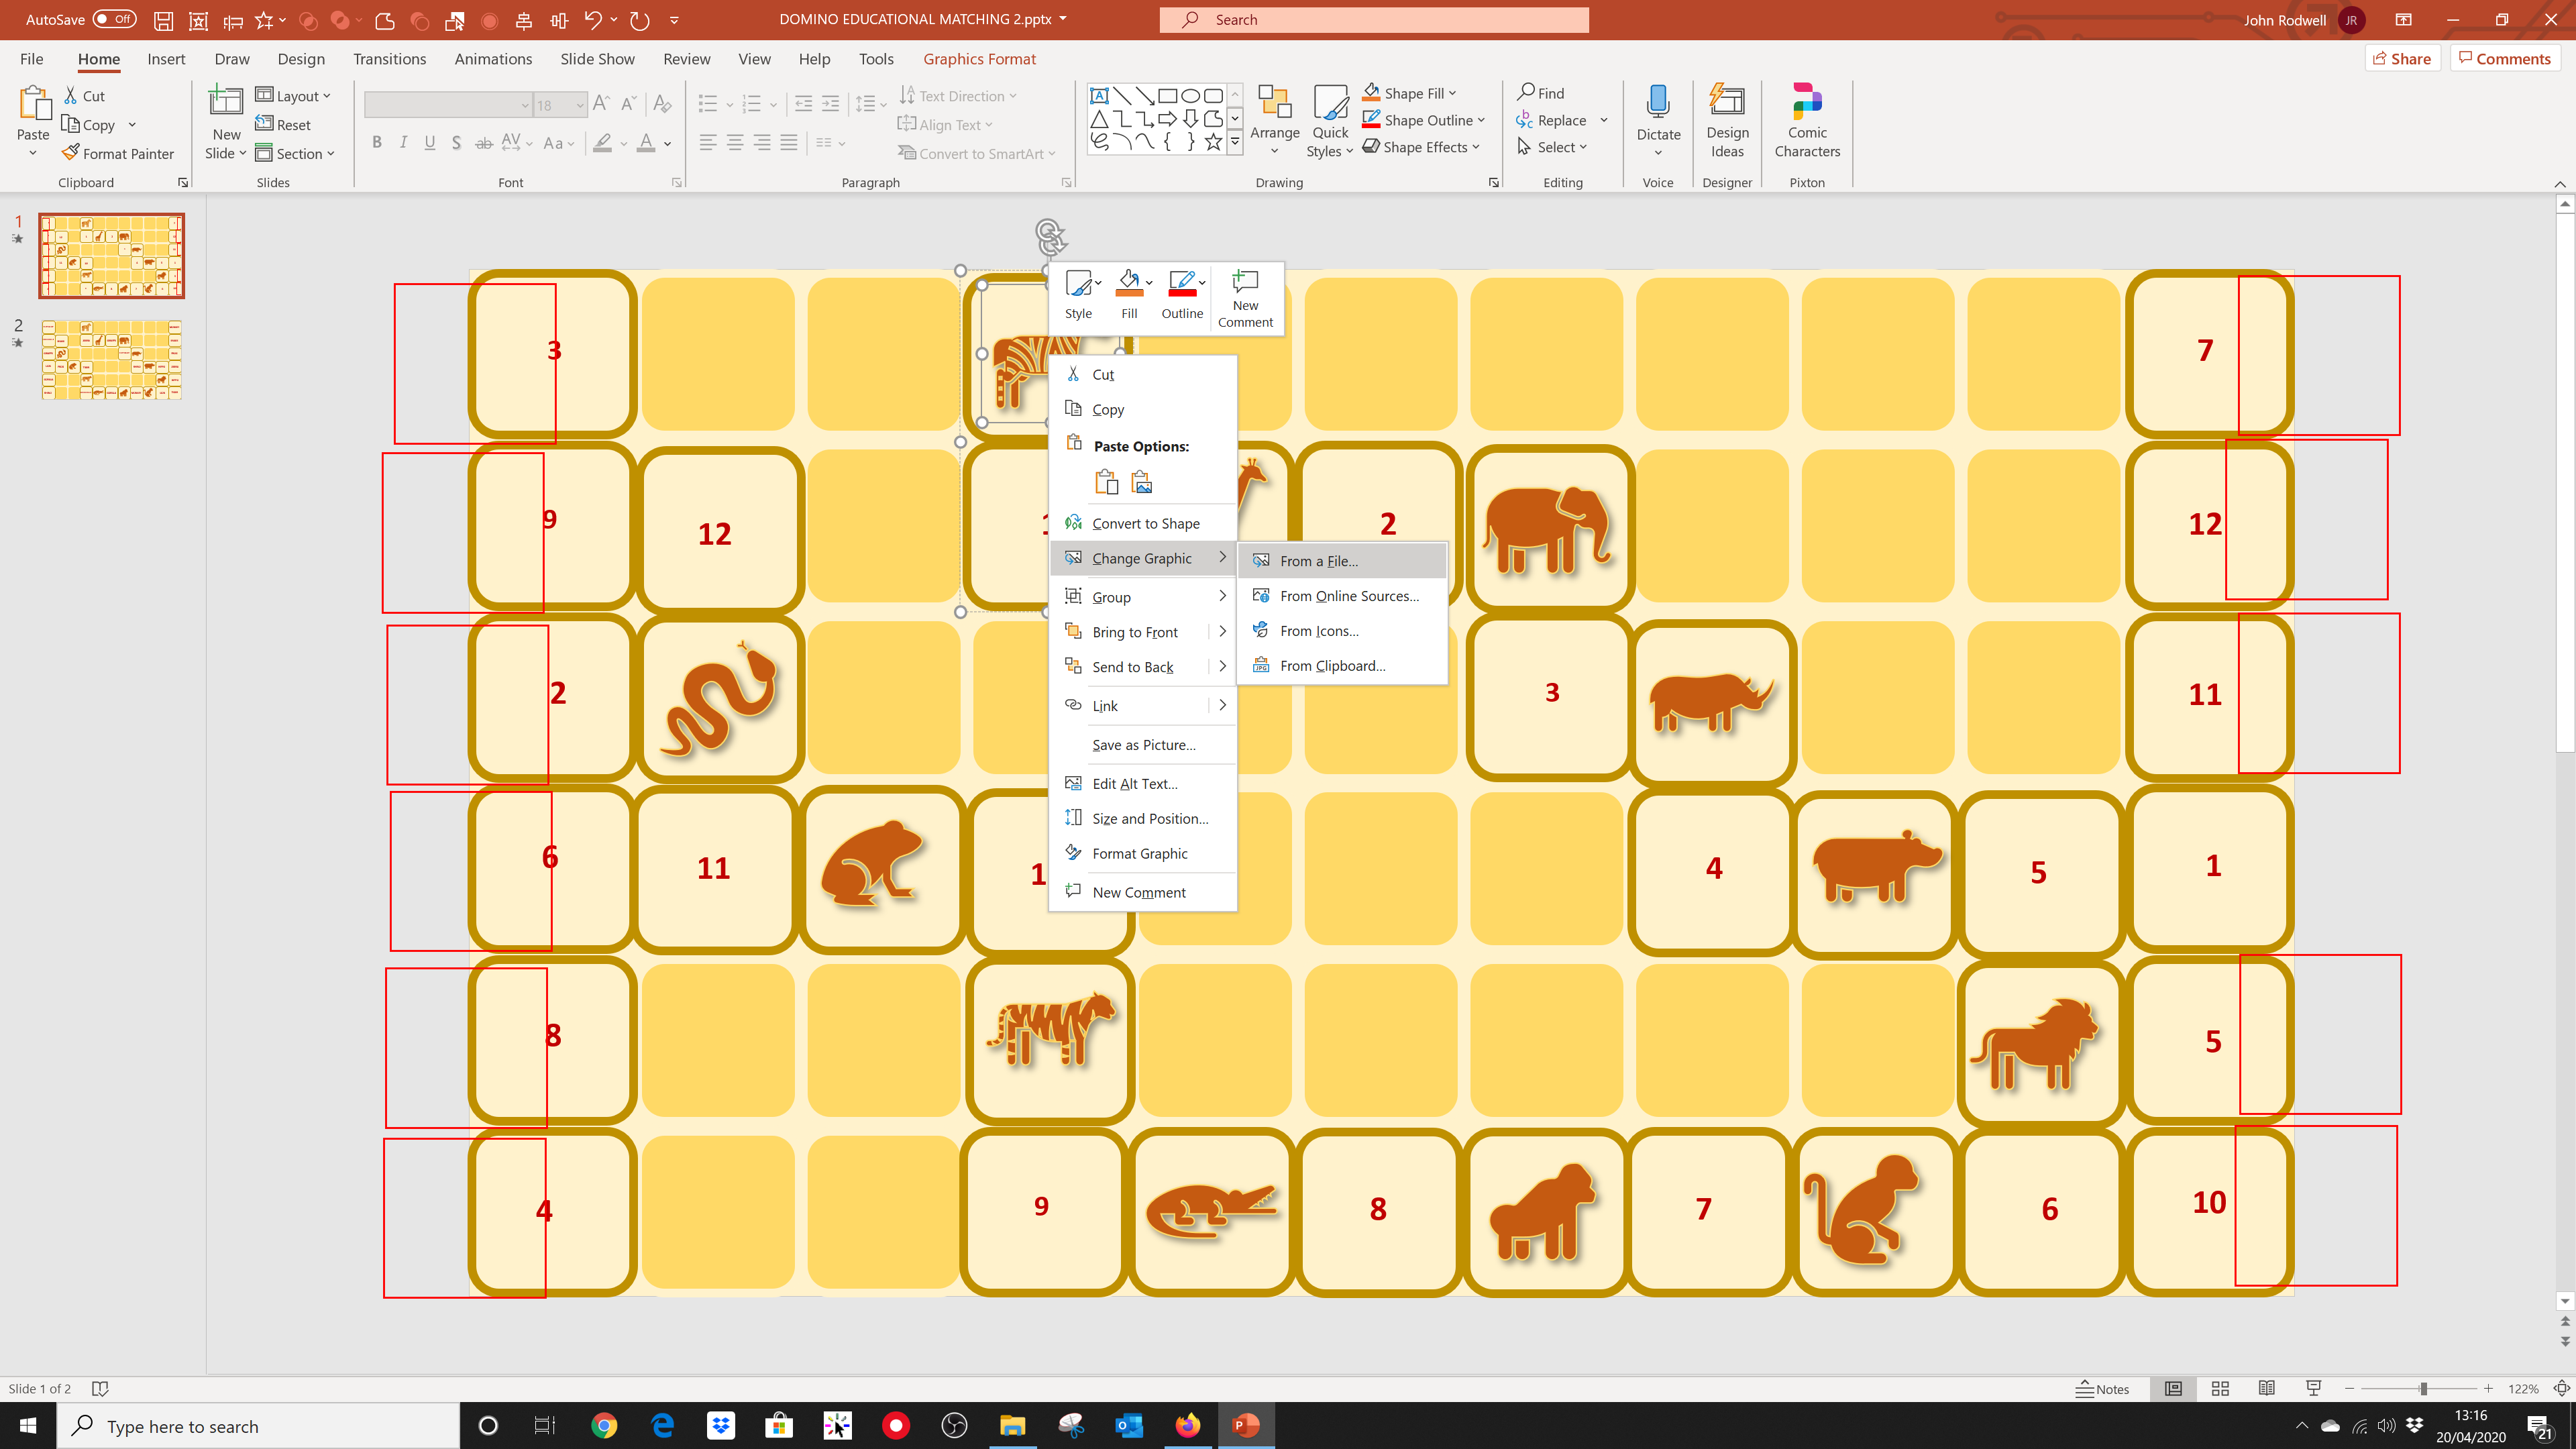 AutoSave Off DOMINO EDUCATIONAL MATCHING 2.pptx Search John Rodwell JR
File Home Insert Draw Design Transitions Animations Slide Show Review View Help Tools Graphics Format Share Comments
Paste Cut
Copy
Format Painter
Clipboard
New Slide Layout
Reset
Section
Slides
18
B I U S ab AV Aa A
Font
Text Direction
Align Text
Convert to SmartArt
Paragraph
Arrange
Quick Styles
Shape Fill
Shape Outline
Shape Effects
Drawing
Find
Replace
Select
Editing
Dictate
Voice
Design Ideas
Designer
Comic Characters
Pixton
1
2
Style Fill Outline New Comment
Cut
Copy
Paste Options:
Convert to Shape
Change Graphic
Group
Bring to Front
Send to Back
Link
Save as Picture...
Edit Alt Text...
Size and Position...
Format Graphic
New Comment
From a File...
From Online Sources...
From Icons...
From Clipboard...
3 7
9 12 2 12
2 3 11
6 11 4 5 1
8 5
4 9 8 7 6 10
Slide 1 of 2 Notes 122%
Type here to search
13:16
20/04/2020
21